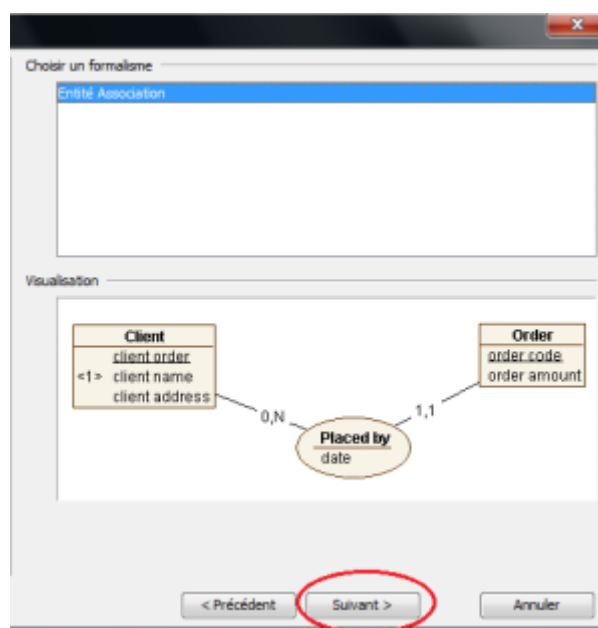 Choisir un formalisme
Entité Association
Visualisation
Client
client order
<1> client name
client address
Order
order code
order amount
0,N
1,1
Placed by
date
< Précédent
Suivant >
Annuler